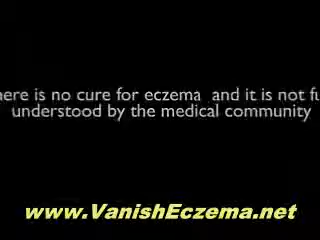 here is no cure for eczema and it is not fu
understood by the medical community
www.VanishEczema.net